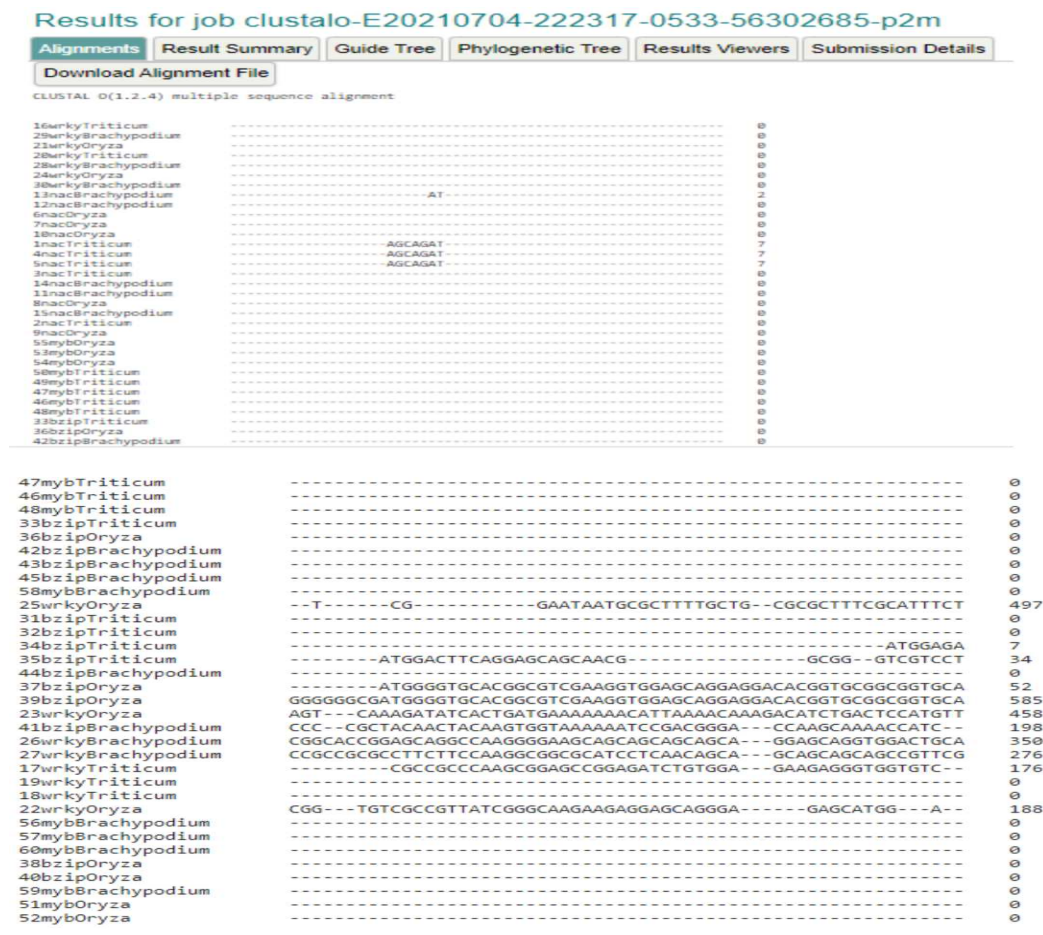 Results for job clustalo-E20210704-222317-0533-56302685-p2m
Alignments Result Summary Guide Tree Phylogenetic Tree Results Viewers Submission Details
Download Alignment File
CLUSTAL O(1.2.4) multiple sequence alignment
16wrkyTriticum ------------------------------------------------------------ 0
29wrkyBrachypodium ------------------------------------------------------------ 0
21wrkyOryza ------------------------------------------------------------ 0
20wrkyTriticum ------------------------------------------------------------ 0
28wrkyBrachypodium ------------------------------------------------------------ 0
24wrkyOryza ------------------------------------------------------------ 0
30wrkyBrachypodium ------------------------------------------------------------ 0
13nacBrachypodium ------------------------AT---------------------------------- 2
12nacBrachypodium ------------------------------------------------------------ 0
6nacOryza ------------------------------------------------------------ 0
7nacOryza ------------------------------------------------------------ 0
10nacOryza ------------------------------------------------------------ 0
1nacTriticum -------------------AGCAGAT---------------------------------- 7
4nacTriticum -------------------AGCAGAT---------------------------------- 7
5nacTriticum -------------------AGCAGAT---------------------------------- 7
3nacTriticum ------------------------------------------------------------ 0
14nacBrachypodium ------------------------------------------------------------ 0
11nacBrachypodium ------------------------------------------------------------ 0
8nacOryza ------------------------------------------------------------ 0
15nacBrachypodium ------------------------------------------------------------ 0
2nacTriticum ------------------------------------------------------------ 0
9nacOryza ------------------------------------------------------------ 0
55mybOryza ------------------------------------------------------------ 0
53mybOryza ------------------------------------------------------------ 0
54mybOryza ------------------------------------------------------------ 0
50mybTriticum ------------------------------------------------------------ 0
49mybTriticum ------------------------------------------------------------ 0
47mybTriticum ------------------------------------------------------------ 0
46mybTriticum ------------------------------------------------------------ 0
48mybTriticum ------------------------------------------------------------ 0
33bzipTriticum ------------------------------------------------------------ 0
36bzipOryza ------------------------------------------------------------ 0
42bzipBrachypodium ------------------------------------------------------------ 0
47mybTriticum ------------------------------------------------------------ 0
46mybTriticum ------------------------------------------------------------ 0
48mybTriticum ------------------------------------------------------------ 0
33bzipTriticum ------------------------------------------------------------ 0
36bzipOryza ------------------------------------------------------------ 0
42bzipBrachypodium ------------------------------------------------------------ 0
43bzipBrachypodium ------------------------------------------------------------ 0
45bzipBrachypodium ------------------------------------------------------------ 0
58mybBrachypodium ------------------------------------------------------------ 0
25wrkyOryza --T------CG-----------GAATAATGCGCTTTTGCTG--CGCGCTTTCGCATTTCT 497
31bzipTriticum ------------------------------------------------------------ 0
32bzipTriticum ------------------------------------------------------------ 0
34bzipTriticum -----------------------------------------------------ATGGAGA 7
35bzipTriticum --------ATGGACTTCAGGAGCAGCAACG----------------GCGG--GTCGTCCT 34
44bzipBrachypodium ------------------------------------------------------------ 0
37bzipOryza --------ATGGGGTGCACGGCGTCGAAGGTGGAGCAGGAGGACACGGTGCGGCGGTGCA 52
39bzipOryza GGGGGGCGATGGGGTGCACGGCGTCGAAGGTGGAGCAGGAGGACACGGTGCGGCGGTGCA 585
23wrkyOryza AGT---CAAAGATATCACTGATGAAAAAAACATTAAAACAAAGACATCTGACTCCATGTT 458
41bzipBrachypodium CCC--CGCTACAACTACAAGTGGTAAAAAATCCGACGGGA---CCAAGCAAAACCATC-- 198
26wrkyBrachypodium CGGCACCGGAGCAGGCCAAGGGGAAGCAGCAGCAGCAGCA---GGAGCAGGTGGACTGCA 350
27wrkyBrachypodium CCGCCGCGCCTTCTTCCAAGGCGGCGCATCCTCAACAGCA---GCAGCAGCAGCCGTTCG 276
17wrkyTriticum ---------CGCCGCCCAAGCGGAGCCGGAGATCTGTGGA---GAAGAGGGTGGTGTC-- 176
19wrkyTriticum ------------------------------------------------------------ 0
18wrkyTriticum ------------------------------------------------------------ 0
22wrkyOryza CGG---TGTCGCCGTTATCGGGCAAGAAGAGGAGCAGGGA------GAGCATGG---A-- 188
56mybBrachypodium ------------------------------------------------------------ 0
57mybBrachypodium ------------------------------------------------------------ 0
60mybBrachypodium ------------------------------------------------------------ 0
38bzipOryza ------------------------------------------------------------ 0
40bzipOryza ------------------------------------------------------------ 0
59mybBrachypodium ------------------------------------------------------------ 0
51mybOryza ------------------------------------------------------------ 0
52mybOryza ------------------------------------------------------------ 0